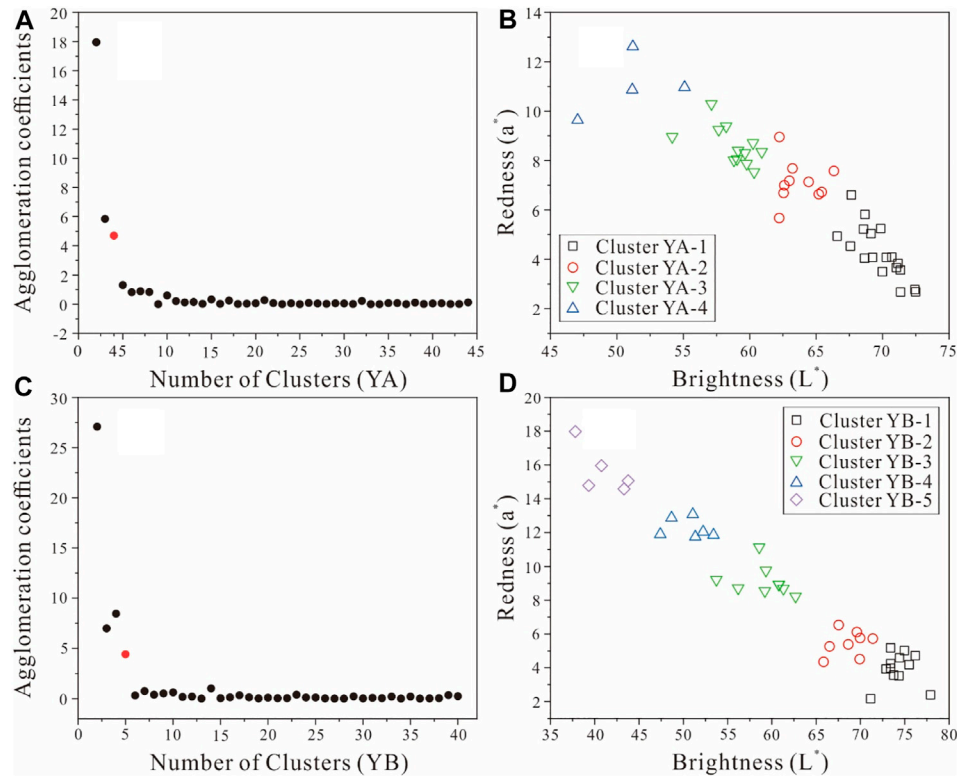 A
Agglomeration coefficients
20
18
16
14
12
10
8
6
4
2
0
-2
0 45 10 15 20 25 30 35 40 45
Number of Clusters (YA)
B
Redness (a*)
14
12
10
8
6
4
2
Cluster YA-1
Cluster YA-2
Cluster YA-3
Cluster YA-4
45 50 55 60 65 70 75
Brightness (L*)
C
Agglomeration coefficients
30
25
20
15
10
5
0
0 5 10 15 20 25 30 35 40
Number of Clusters (YB)
D
Redness (a*)
20
18
16
14
12
10
8
6
4
2
Cluster YB-1
Cluster YB-2
Cluster YB-3
Cluster YB-4
Cluster YB-5
35 40 45 50 55 60 65 70 75 80
Brightness (L*)